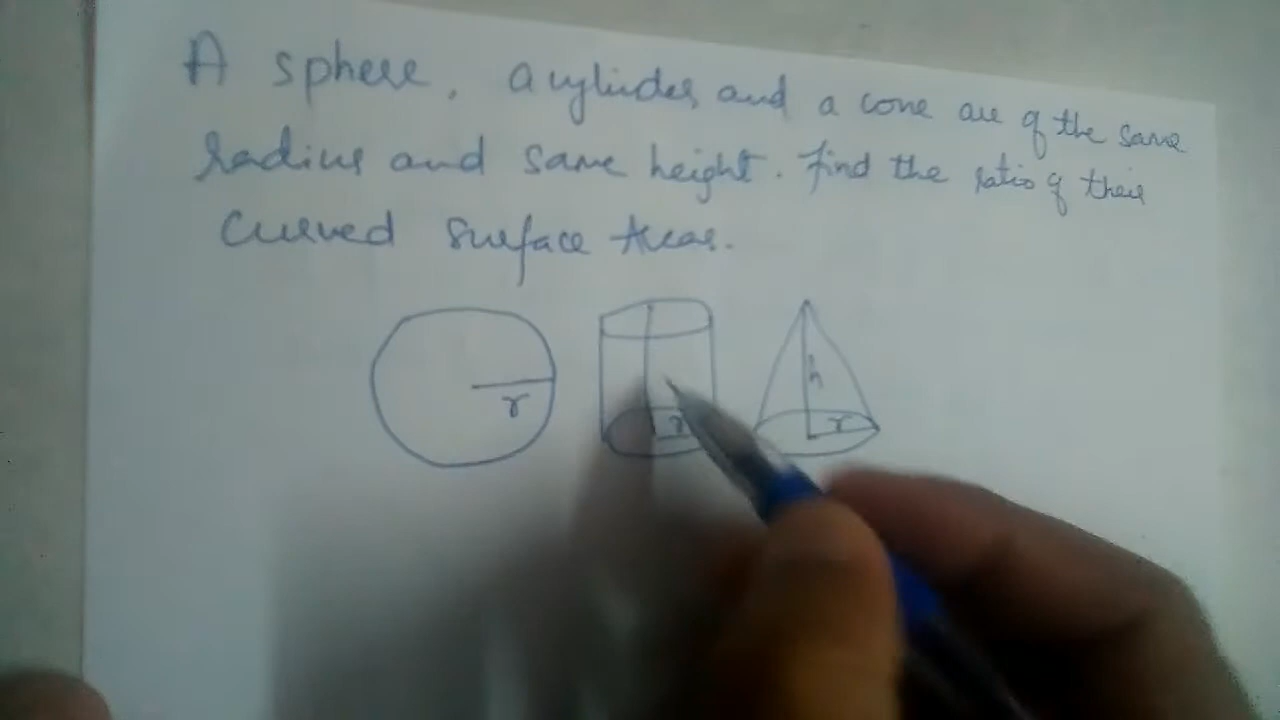 A sphere, a cylinder and a cone are of the same
radius and same height. Find the ratio of their
curved surface Areas.
r r h r